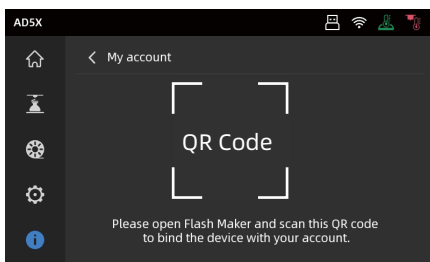 AD5X
My account
QR Code
Please open Flash Maker and scan this QR code
to bind the device with your account.